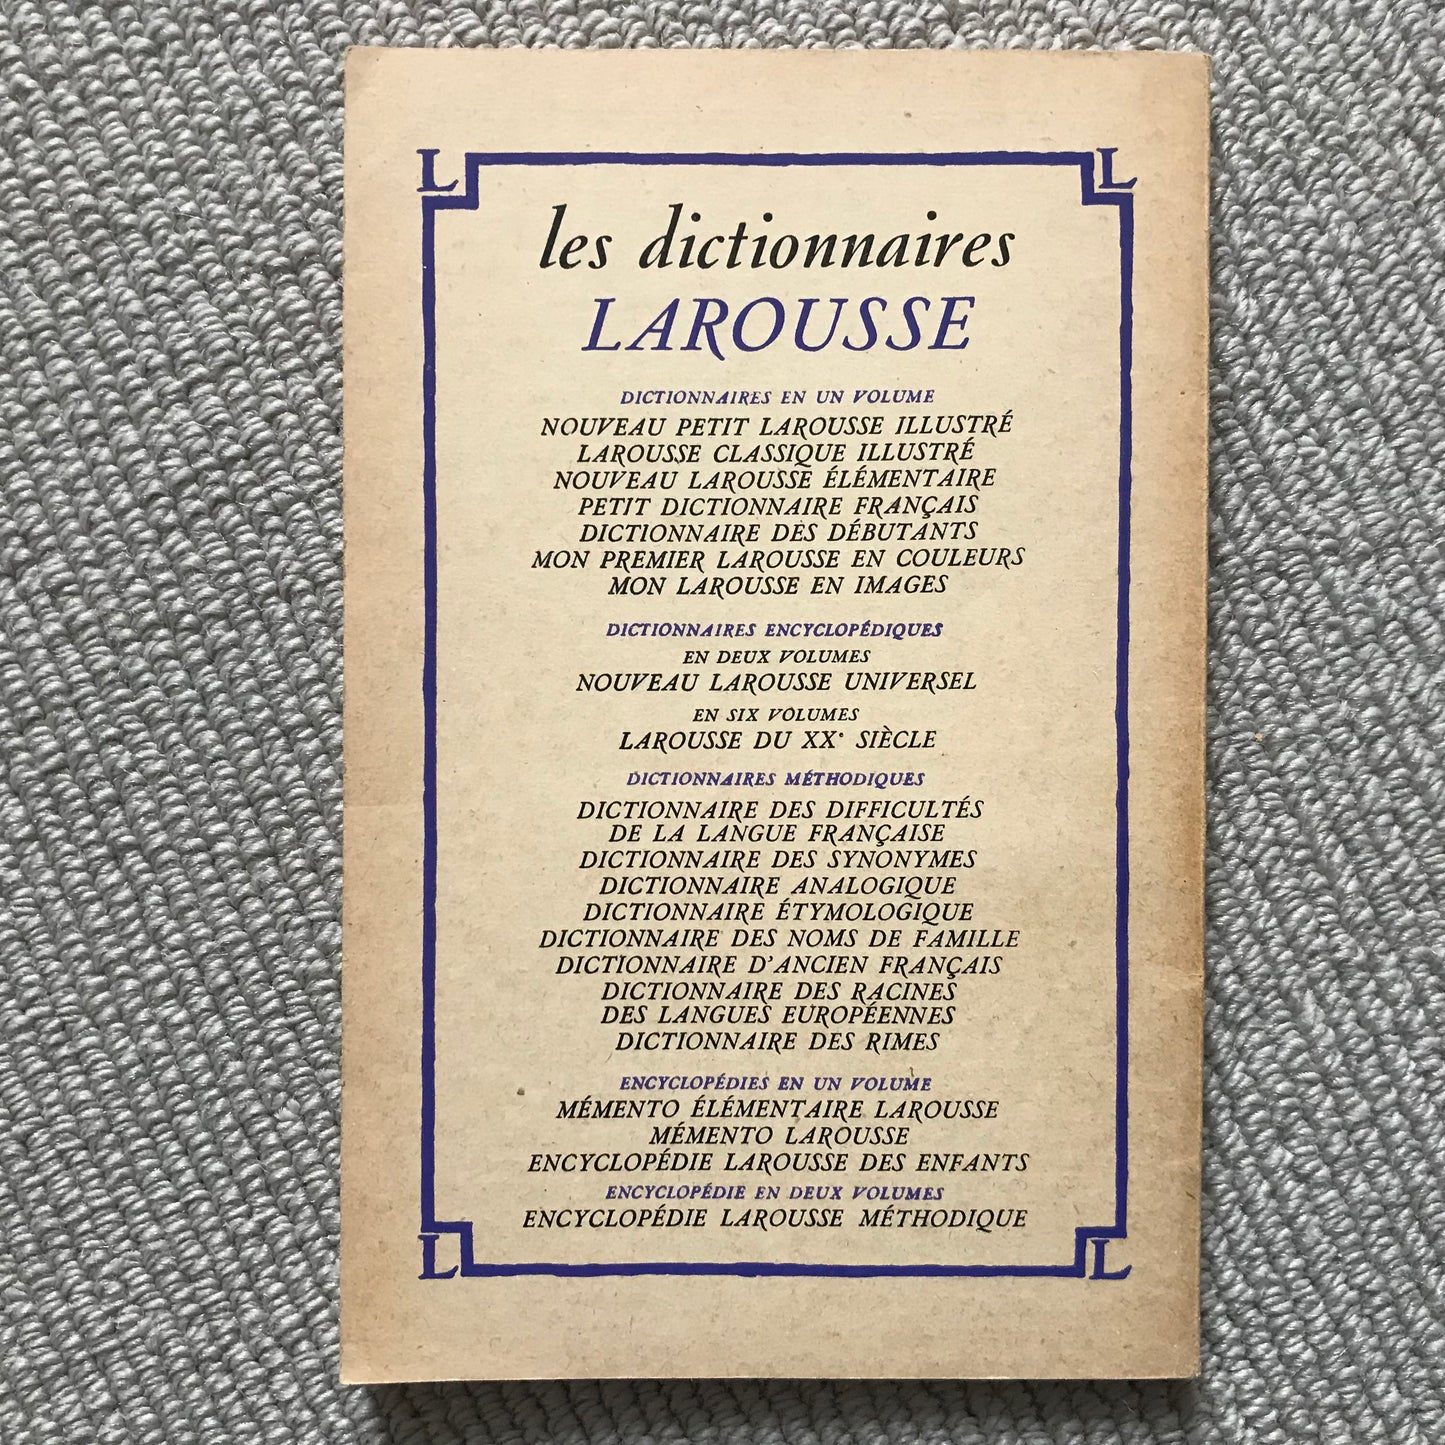 L L
les dictionnaires
LAROUSSE
DICTIONNAIRES EN UN VOLUME
NOUVEAU PETIT LAROUSSE ILLUSTRÉ
LAROUSSE CLASSIQUE ILLUSTRÉ
NOUVEAU LAROUSSE ÉLÉMENTAIRE
PETIT DICTIONNAIRE FRANÇAIS
DICTIONNAIRE DES DÉBUTANTS
MON PREMIER LAROUSSE EN COULEURS
MON LAROUSSE EN IMAGES
DICTIONNAIRES ENCYCLOPÉDIQUES
EN DEUX VOLUMES
NOUVEAU LAROUSSE UNIVERSEL
EN SIX VOLUMES
LAROUSSE DU XXe SIÈCLE
DICTIONNAIRES MÉTHODIQUES
DICTIONNAIRE DES DIFFICULTÉS
DE LA LANGUE FRANÇAISE
DICTIONNAIRE DES SYNONYMES
DICTIONNAIRE ANALOGIQUE
DICTIONNAIRE ÉTYMOLOGIQUE
DICTIONNAIRE DES NOMS DE FAMILLE
DICTIONNAIRE D'ANCIEN FRANÇAIS
DICTIONNAIRE DES RACINES
DES LANGUES EUROPÉENNES
DICTIONNAIRE DES RIMES
ENCYCLOPÉDIES EN UN VOLUME
MÉMENTO ÉLÉMENTAIRE LAROUSSE
MÉMENTO LAROUSSE
ENCYCLOPÉDIE LAROUSSE DES ENFANTS
ENCYCLOPÉDIE EN DEUX VOLUMES
ENCYCLOPÉDIE LAROUSSE MÉTHODIQUE
L L